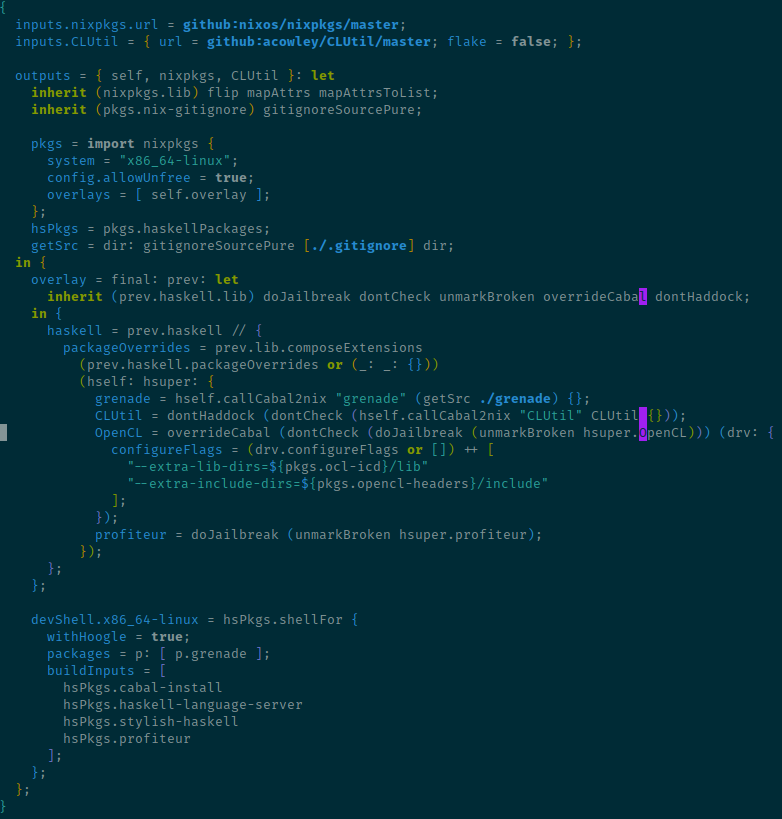 {
  inputs.nixpkgs.url = github:nixos/nixpkgs/master;
  inputs.CLUtil = { url = github:acowley/CLUtil/master; flake = false; };

  outputs = { self, nixpkgs, CLUtil }: let
    inherit (nixpkgs.lib) flip mapAttrs mapAttrsToList;
    inherit (pkgs.nix-gitignore) gitignoreSourcePure;

    pkgs = import nixpkgs {
      system = "x86_64-linux";
      config.allowUnfree = true;
      overlays = [ self.overlay ];
    };
    hsPkgs = pkgs.haskellPackages;
    getSrc = dir: gitignoreSourcePure [./.gitignore] dir;
  in {
    overlay = final: prev: let
      inherit (prev.haskell.lib) doJailbreak dontCheck unmarkBroken overrideCabal dontHaddock;
    in {
      haskell = prev.haskell // {
        packageOverrides = prev.lib.composeExtensions
          (prev.haskell.packageOverrides or (_: _: {}))
          (hself: hsuper: {
            grenade = hself.callCabal2nix "grenade" (getSrc ./grenade) {};
            CLUtil = dontHaddock (dontCheck (hself.callCabal2nix "CLUtil" CLUtil {}));
            OpenCL = overrideCabal (dontCheck (doJailbreak (unmarkBroken hsuper.OpenCL))) (drv: {
              configureFlags = (drv.configureFlags or []) ++ [
                "--extra-lib-dirs=${pkgs.ocl-icd}/lib"
                "--extra-include-dirs=${pkgs.opencl-headers}/include"
              ];
            });
            profiteur = doJailbreak (unmarkBroken hsuper.profiteur);
          });
      };
    };

    devShell.x86_64-linux = hsPkgs.shellFor {
      withHoogle = true;
      packages = p: [ p.grenade ];
      buildInputs = [
        hsPkgs.cabal-install
        hsPkgs.haskell-language-server
        hsPkgs.stylish-haskell
        hsPkgs.profiteur
      ];
    };
  };
}